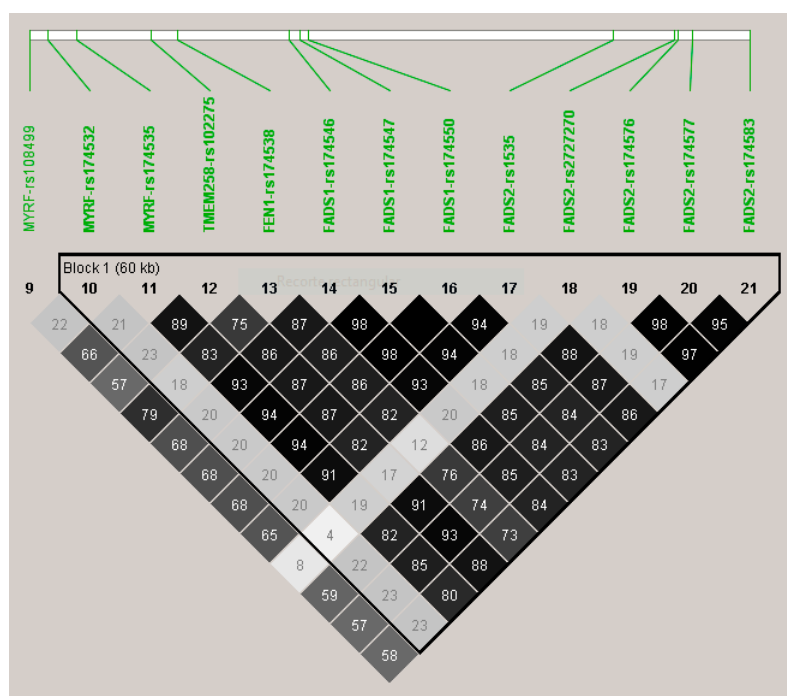 MYRF-rs108499
MYRF-rs174532
MYRF-rs174535
TMEM258-rs102275
FEN1-rs174538
FADS1-rs174546
FADS1-rs174547
FADS1-rs174550
FADS2-rs1535
FADS2-rs2727270
FADS2-rs174576
FADS2-rs174577
FADS2-rs174583
Block 1 (60 kb)
Recorte rectangular
9 10 11 12 13 14 15 16 17 18 19 20 21
22 21 89 75 87 98 94 19 18 98 95
66 23 83 86 86 98 94 18 88 19 97
57 18 93 87 86 93 18 85 87 17
79 20 94 87 82 20 85 84 86
68 20 94 82 12 86 84 83
68 20 91 17 76 85 83
68 20 19 91 74 84
65 4 82 93 73
8 22 85 88
59 23 80
57 23
58